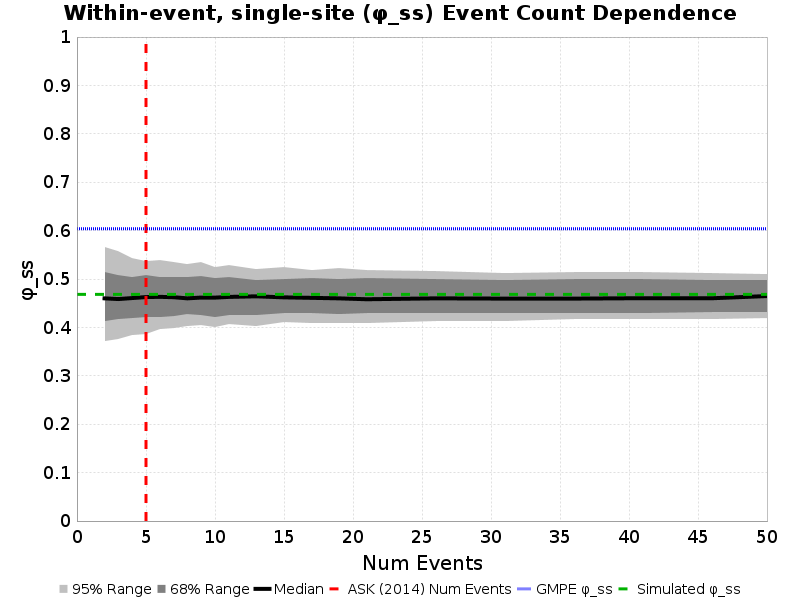 Within-event, single-site (φ_ss) Event Count Dependence
1
0.9
0.8
0.7
0.6
0.5
0.4
0.3
0.2
0.1
0
φ_ss
0 5 10 15 20 25 30 35 40 45 50
Num Events
95% Range 68% Range Median ASK (2014) Num Events GMPE φ_ss Simulated φ_ss